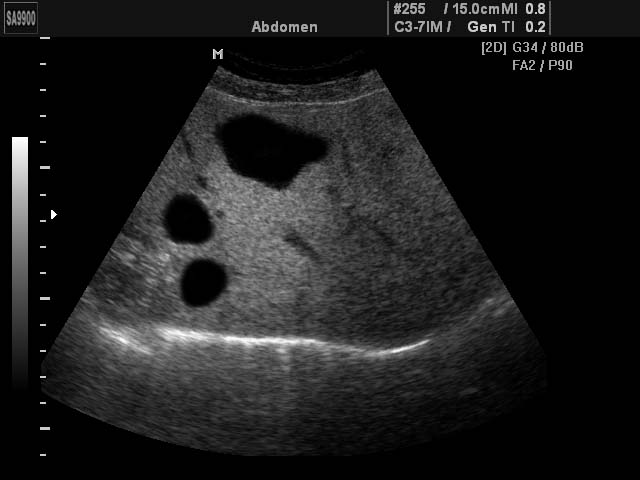 SA9900
Abdomen
#255 / 15.0cm MI 0.8
C3-7IM / Gen TI 0.2
[2D] G34 / 80dB
FA2 / P90
M